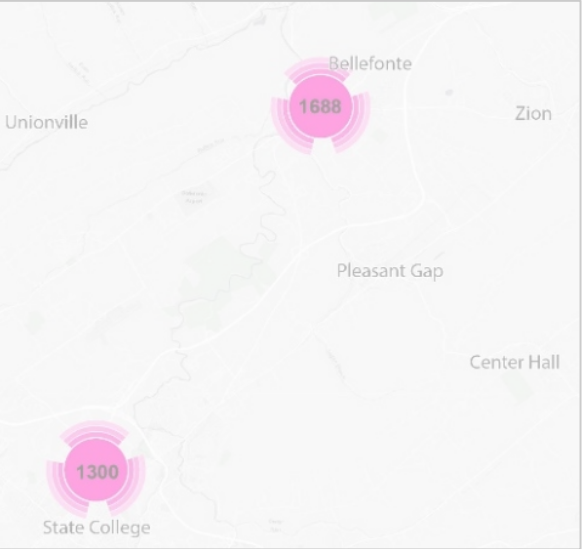 Bellefonte
1688
Zion
Unionville
Pleasant Gap
Center Hall
1300
State College